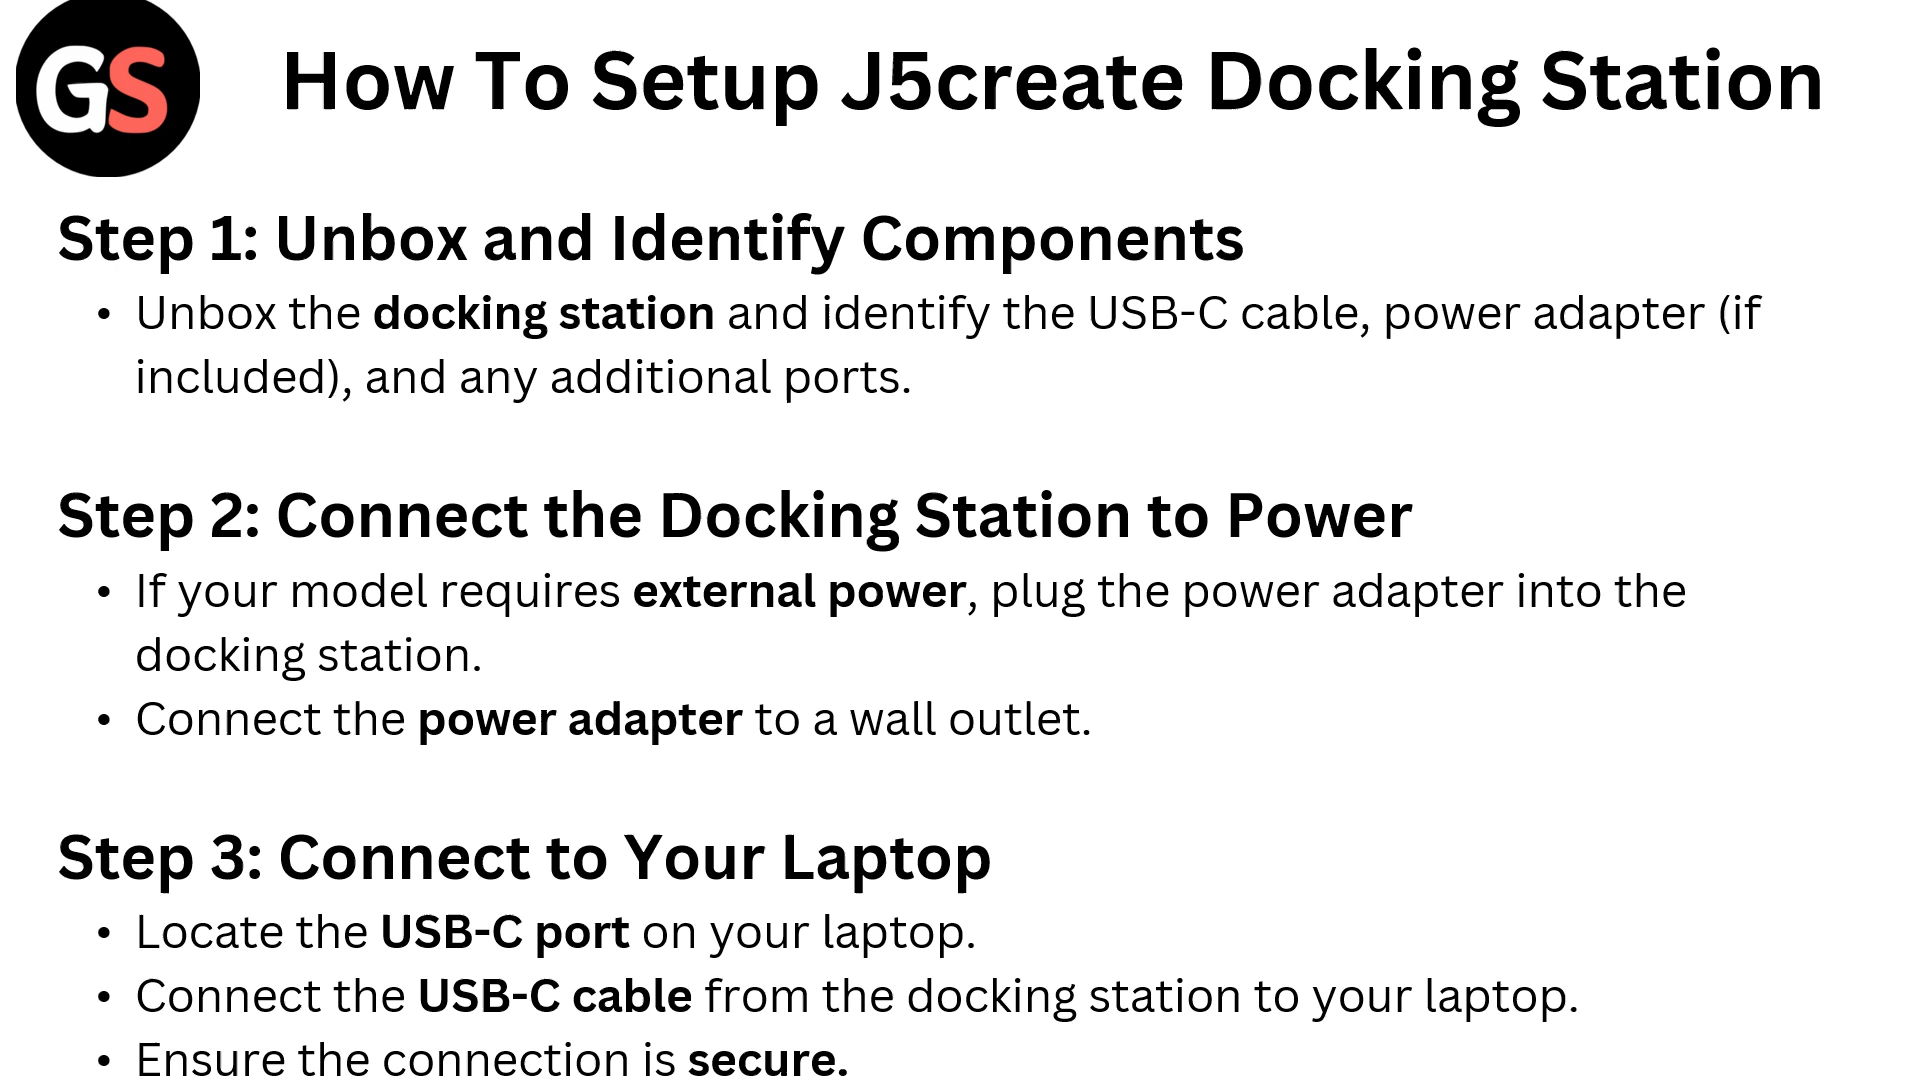 GS
How To Setup J5create Docking Station
Step 1: Unbox and Identify Components
• Unbox the docking station and identify the USB-C cable, power adapter (if
included), and any additional ports.
Step 2: Connect the Docking Station to Power
• If your model requires external power, plug the power adapter into the
docking station.
• Connect the power adapter to a wall outlet.
Step 3: Connect to Your Laptop
• Locate the USB-C port on your laptop.
• Connect the USB-C cable from the docking station to your laptop.
• Ensure the connection is secure.